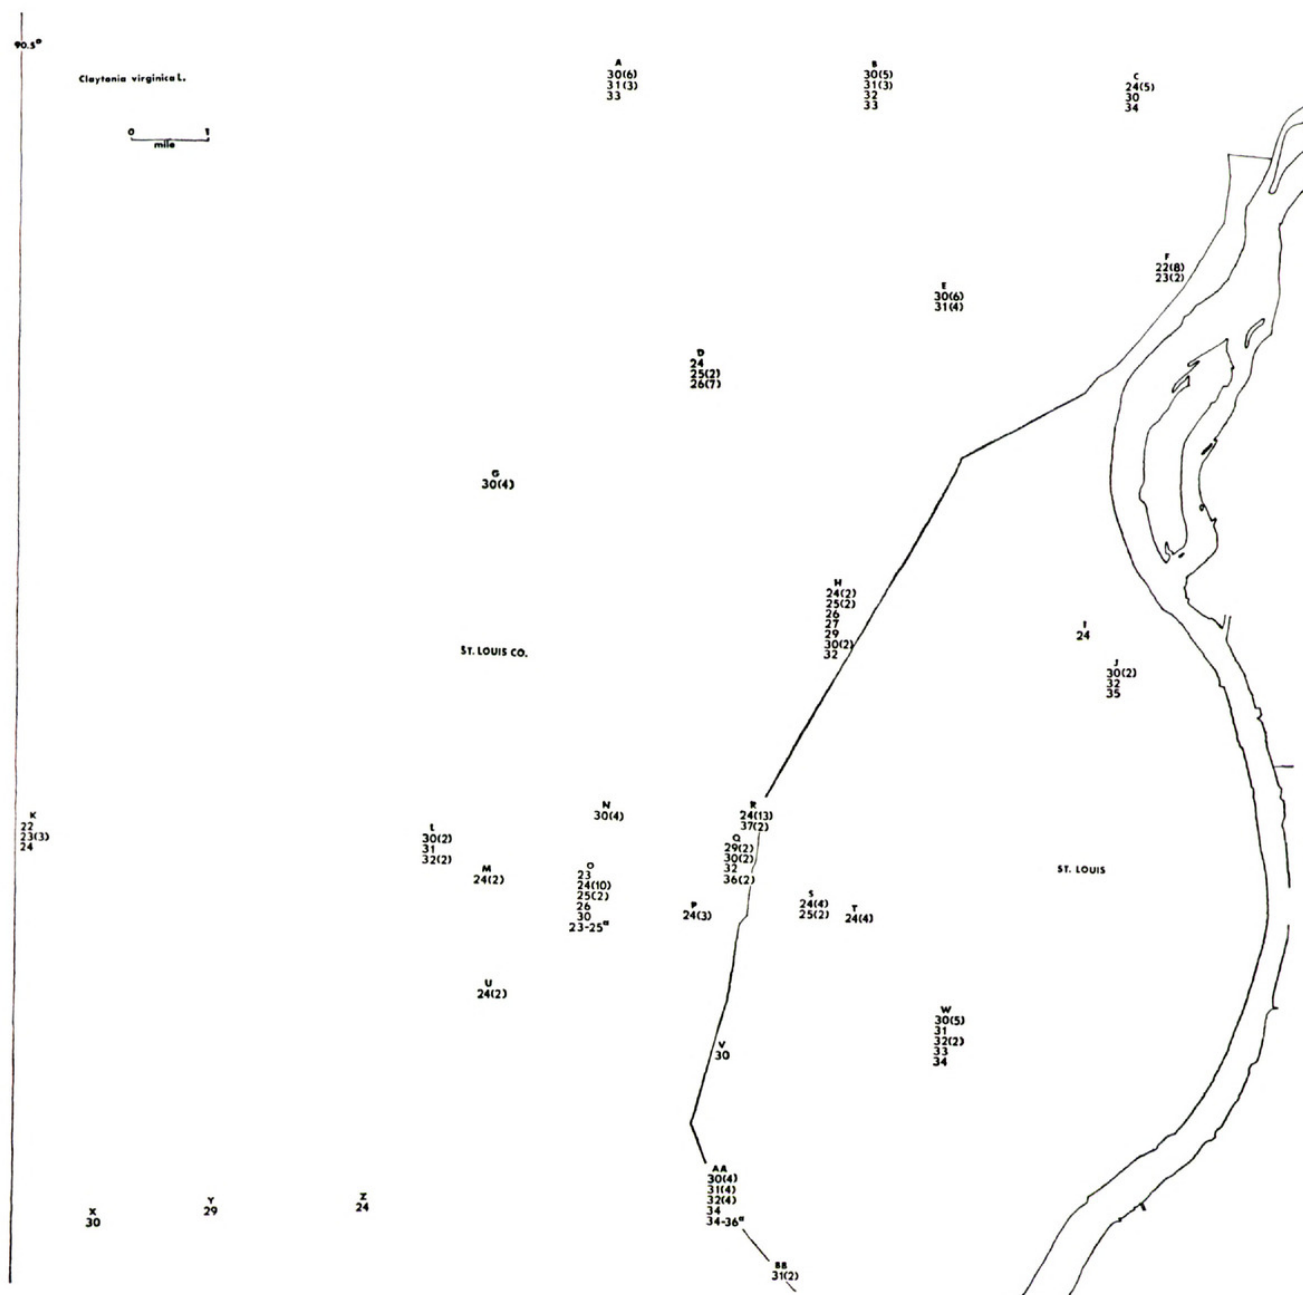 90.5°
Claytonia virginica L.
0 1
mile
A
30(6)
31(3)
33
B
30(5)
31(3)
32
33
C
24(5)
30
34
F
22(8)
23(2)
E
30(6)
31(4)
D
24
25(2)
26(7)
G
30(4)
H
24(2)
25(2)
26
27
29
30(2)
32
I
24
ST. LOUIS CO.
J
30(2)
32
35
K
22
23(3)
24
L
30(2)
31
32(2)
M
24(2)
N
30(4)
O
23
24(10)
25(2)
26
30
23-25ª
R
24(13)
37(2)
Q
29(2)
30(2)
32
36(2)
P
24(3)
S
24(4)
25(2)
T
24(4)
ST. LOUIS
U
24(2)
V
30
W
30(5)
31
32(2)
33
34
X
30
Y
29
Z
24
AA
30(4)
31(4)
32(4)
34
34-36ª
BB
31(2)